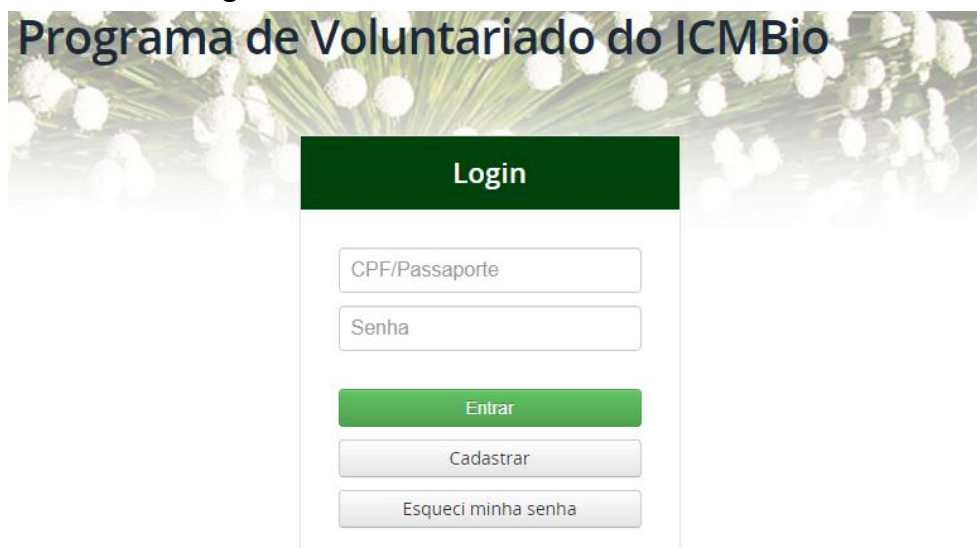 Programa de Voluntariado do ICMBio
Login
CPF/Passaporte
Senha
Entrar
Cadastrar
Esqueci minha senha